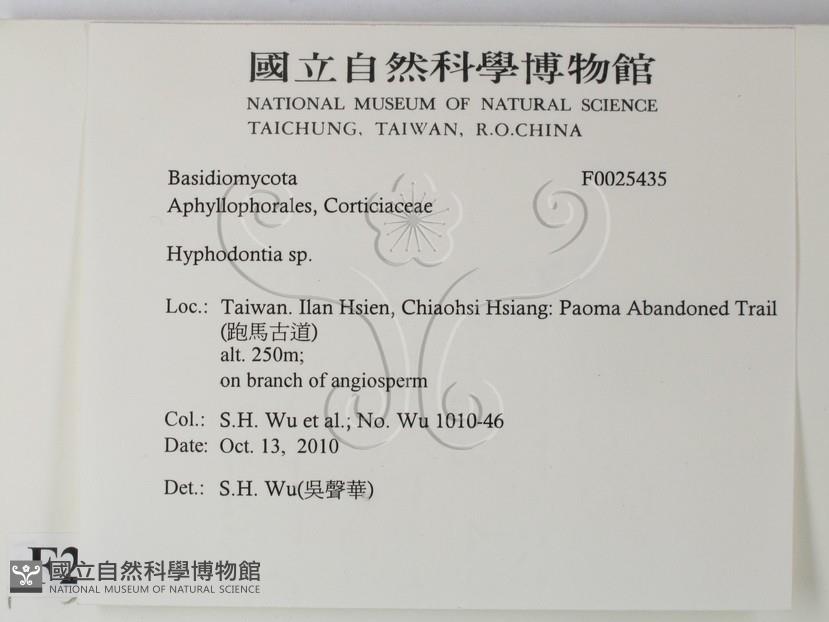 國立自然科學博物館
NATIONAL MUSEUM OF NATURAL SCIENCE
TAICHUNG, TAIWAN, R.O.CHINA
Basidiomycota F0025435
Aphyllophorales, Corticiaceae
Hyphodontia sp.
Loc.: Taiwan. Ilan Hsien, Chiaohsi Hsiang: Paoma Abandoned Trail
(跑馬古道)
alt. 250m;
on branch of angiosperm
Col.: S.H. Wu et al.; No. Wu 1010-46
Date: Oct. 13, 2010
Det.: S.H. Wu(吳聲華)
國立自然科學博物館
NATIONAL MUSEUM OF NATURAL SCIENCE